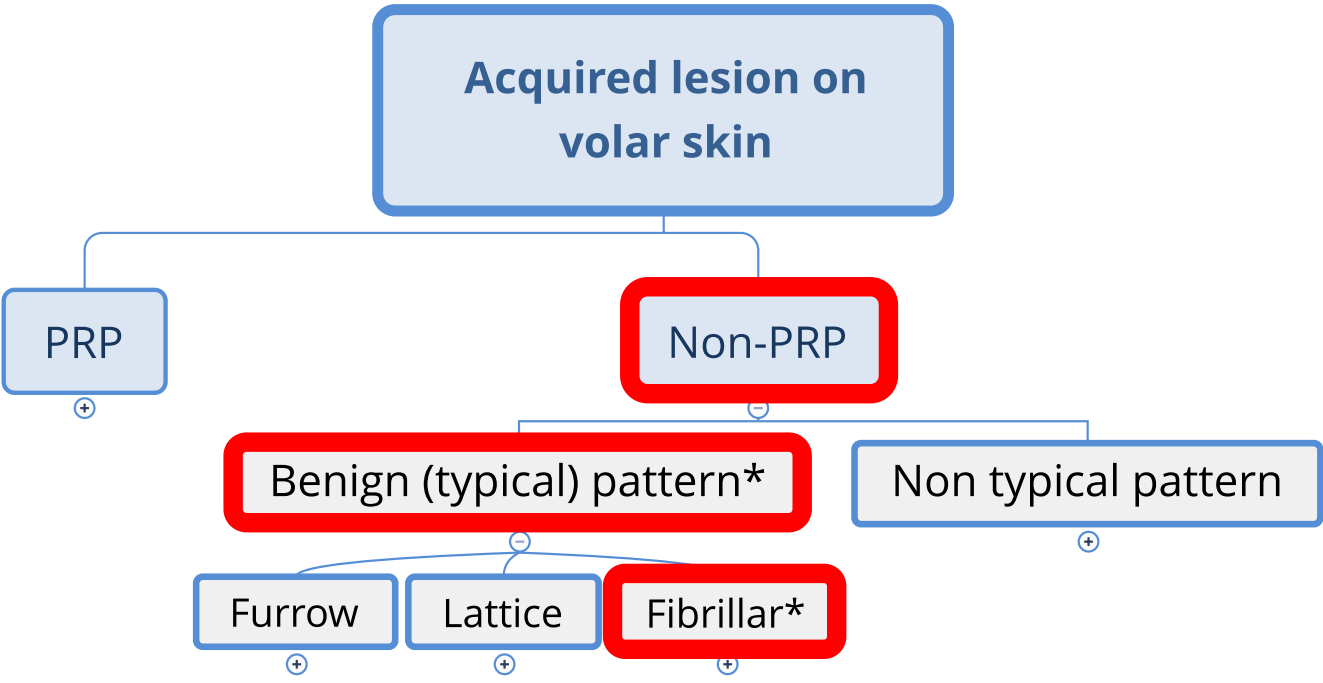 Acquired lesion on
volar skin
PRP
Non-PRP
Benign (typical) pattern*
Non typical pattern
Furrow
Lattice
Fibrillar*